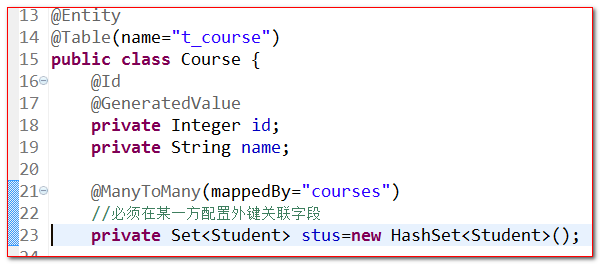 13 @Entity
14 @Table(name="t_course")
15 public class Course {
16 @Id
17 @GeneratedValue
18 private Integer id;
19 private String name;
20
21 @ManyToMany(mappedBy="courses")
22 //必须在某一方配置外键关联字段
23 private Set<Student> stus=new HashSet<Student>();